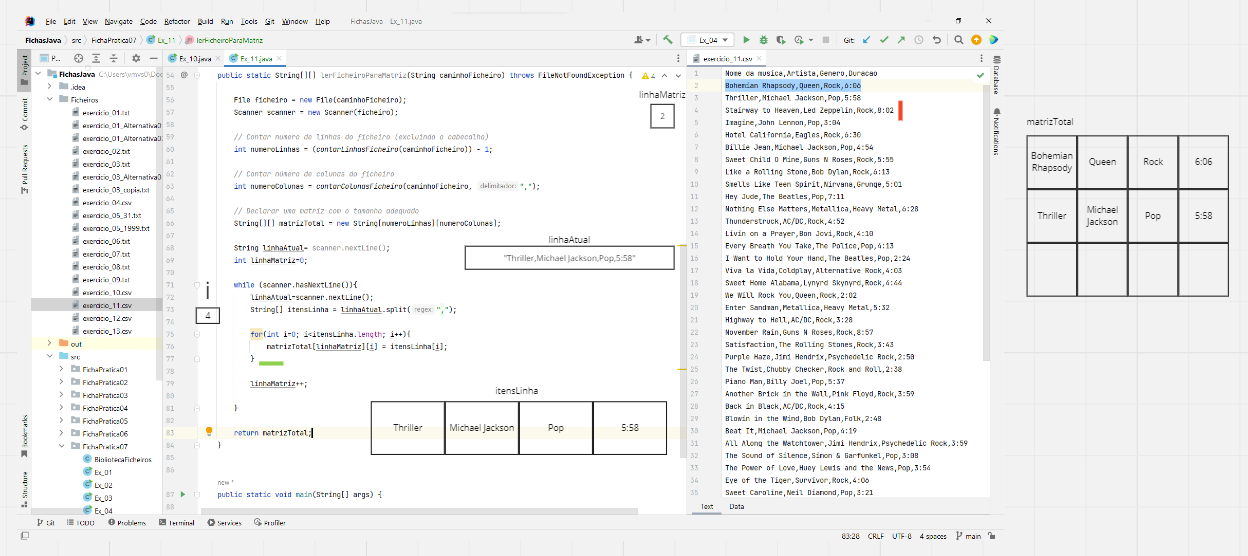 File Edit View Navigate Code Refactor Build Run Tools Git Window Help FichasJava Ex_11.java
FichasJava src FichaPratica07 Ex_11 lerFicheiroParaMatriz
Ex_04 Git:
Project
Commit
Pull Requests
Bookmarks
Structure
P...
FichasJava
.idea
Ficheiros
exercicio_01.txt
exercicio_01_Alternativa0
exercicio_01_Alternativa02
exercicio_02.txt
exercicio_03.txt
exercicio_03_Alternativa0
exercicio_03_copia.txt
exercicio_04.csv
exercicio_05_31.txt
exercicio_05_1999.txt
exercicio_06.txt
exercicio_07.txt
exercicio_08.txt
exercicio_09.txt
exercicio_10.csv
exercicio_11.csv
exercicio_12.csv
exercicio_13.csv
out
src
FichaPratica01
FichaPratica02
FichaPratica03
FichaPratica04
FichaPratica05
FichaPratica06
FichaPratica07
BibliotecaFicheiros
Ex_01
Ex_02
Ex_03
Ex_04
Ex_10.java Ex_11.java
54 @ public static String[][] lerFicheiroParaMatriz(String caminhoFicheiro) throws FileNotFoundException { 4
55
56 File ficheiro = new File(caminhoFicheiro);
57 Scanner scanner = new Scanner(ficheiro);
58
59 // Contar numero de linhas do ficheiro (excluindo o cabecalho)
60 int numeroLinhas = (contarLinhasFicheiro(caminhoFicheiro)) - 1;
61
62 // Contar número de colunas do ficheiro
63 int numeroColunas = contarColunasFicheiro(caminhoFicheiro, delimitador: ",");
64
65 // Declarar uma matriz com o tamanho adequado
66 String[][] matrizTotal = new String[numeroLinhas][numeroColunas];
67
68 String linhaAtual= scanner.nextLine();
69 int linhaMatriz=0;
70
71 while (scanner.hasNextLine()){
72 linhaAtual=scanner.nextLine();
73 String[] itensLinha = linhaAtual.split( regex: ",");
74
75 for(int i=0; i<itensLinha.length; i++){
76 matrizTotal[linhaMatriz][i] = itensLinha[i];
77 }
78
79 linhaMatriz++;
80
81 }
82
83 return matrizTotal;
84 }
85
86
new *
87 public static void main(String[] args) {
88
linhaMatriz
2
linhaAtual
"Thriller,Michael Jackson,Pop,5:58"
i
4
itensLinha
Thriller Michael Jackson Pop 5:58
exercicio_11.csv
1 Nome da musica,Artista,Genero,Duracao
2 Bohemian Rhapsody,Queen,Rock,6:06
3 Thriller,Michael Jackson,Pop,5:58
4 Stairway to Heaven,Led Zeppelin,Rock,8:02
5 Imagine,John Lennon,Pop,3:04
6 Hotel California,Eagles,Rock,6:30
7 Billie Jean,Michael Jackson,Pop,4:54
8 Sweet Child O Mine,Guns N Roses,Rock,5:55
9 Like a Rolling Stone,Bob Dylan,Rock,6:13
10 Smells Like Teen Spirit,Nirvana,Grunge,5:01
11 Hey Jude,The Beatles,Pop,7:11
12 Nothing Else Matters,Metallica,Heavy Metal,6:28
13 Thunderstruck,AC/DC,Rock,4:52
14 Livin on a Prayer,Bon Jovi,Rock,4:10
15 Every Breath You Take,The Police,Pop,4:13
16 I Want to Hold Your Hand,The Beatles,Pop,2:24
17 Viva la Vida,Coldplay,Alternative Rock,4:03
18 Sweet Home Alabama,Lynyrd Skynyrd,Rock,4:44
19 We Will Rock You,Queen,Rock,2:02
20 Enter Sandman,Metallica,Heavy Metal,5:32
21 Highway to Hell,AC/DC,Rock,3:28
22 November Rain,Guns N Roses,Rock,8:57
23 Satisfaction,The Rolling Stones,Rock,3:43
24 Purple Haze,Jimi Hendrix,Psychedelic Rock,2:50
25 The Twist,Chubby Checker,Rock and Roll,2:38
26 Piano Man,Billy Joel,Pop,5:37
27 Another Brick in the Wall,Pink Floyd,Rock,3:59
28 Back in Black,AC/DC,Rock,4:15
29 Blowin in the Wind,Bob Dylan,Folk,2:48
30 Beat It,Michael Jackson,Pop,4:19
31 All Along the Watchtower,Jimi Hendrix,Psychedelic Rock,3:59
32 The Sound of Silence,Simon & Garfunkel,Pop,3:08
33 The Power of Love,Huey Lewis and the News,Pop,3:54
34 Eye of the Tiger,Survivor,Rock,4:06
35 Sweet Caroline,Neil Diamond,Pop,3:21
Text Data
Database
Notifications
matrizTotal
Bohemian Rhapsody Queen Rock 6:06
Thriller Michael Jackson Pop 5:58
Git TODO Problems Terminal Services Profiler
83:28 CRLF UTF-8 4 spaces main